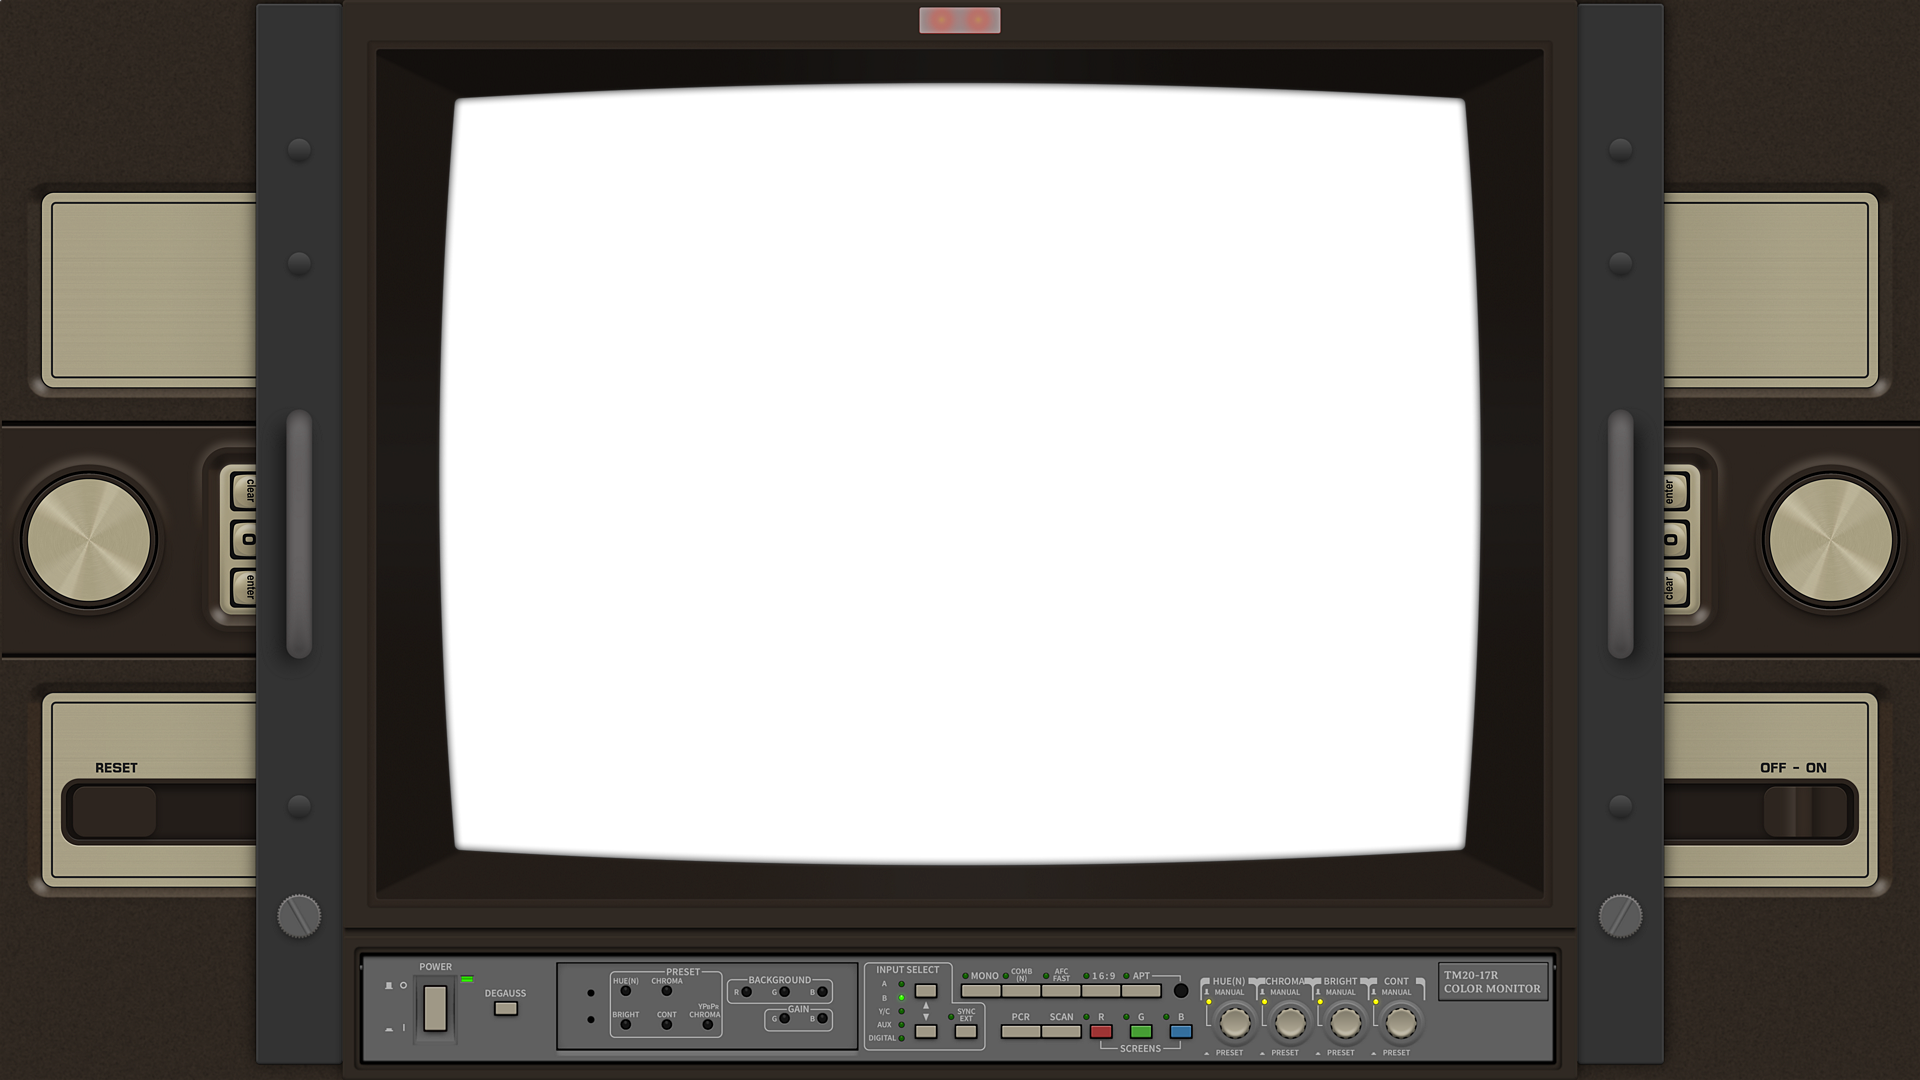 clear
0
enter
enter
0
clear
RESET
OFF - ON
POWER
O
I
DEGAUSS
PRESET
HUE(N)
CHROMA
BRIGHT
CONT
YPBPR
CHROMA
BACKGROUND
R
G
B
GAIN
G
B
INPUT SELECT
A
B
Y/C
AUX
DIGITAL
SYNC
EXT
MONO
COMB
(N)
AFC
FAST
16:9
APT
PCR
SCAN
R
G
B
SCREENS
HUE(N)
CHROMA
BRIGHT
CONT
MANUAL
MANUAL
MANUAL
MANUAL
PRESET
PRESET
PRESET
PRESET
TM20-17R
COLOR MONITOR